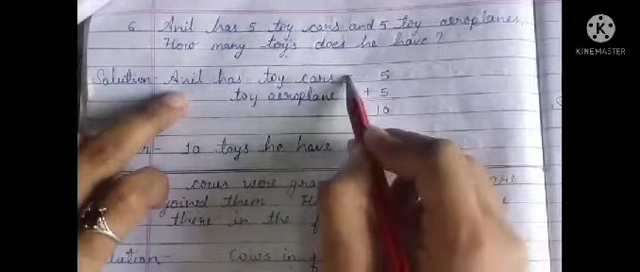 6 Anil has 5 toy cars and 5 toy aeroplanes.
How many toys does he have?
Solution- Anil has toy cars 5
toy aeroplane + 5
10
10 toys he have
cows were
joined them.
there in the
cows in
KINEMASTER